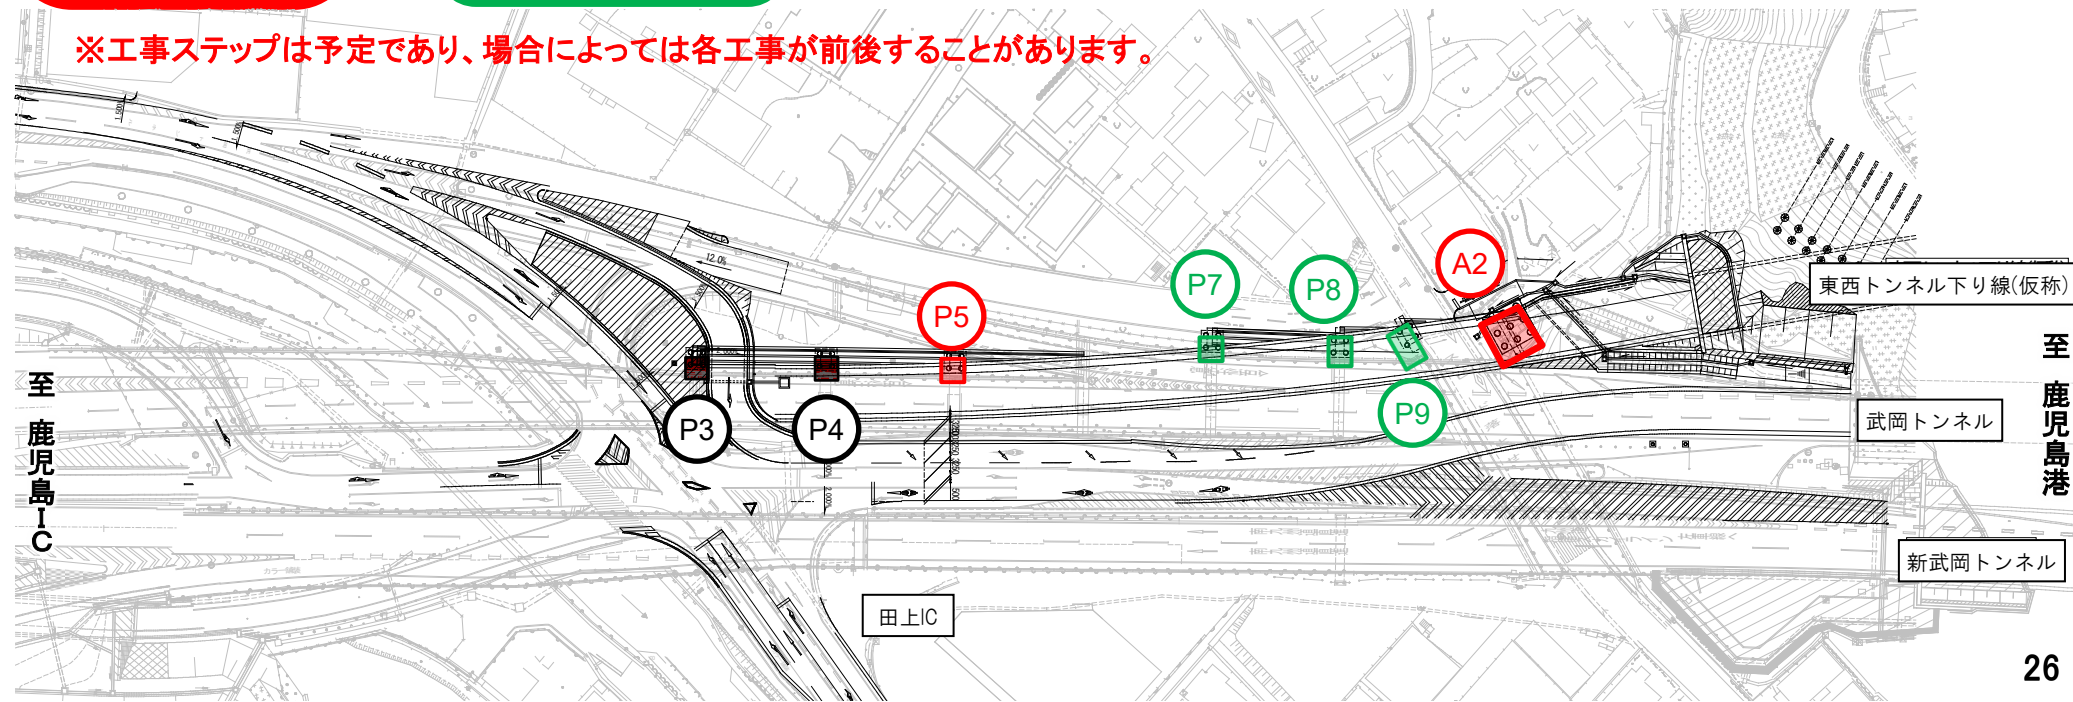 ※工事ステップは予定であり、場合によっては各工事が前後することがあります。
12.0%
A2
P7
P8
P5
東西トンネル下り線(仮称)
至 鹿児島IC
至 鹿児島港
P3
P4
P9
武岡トンネル
新武岡トンネル
田上IC
26